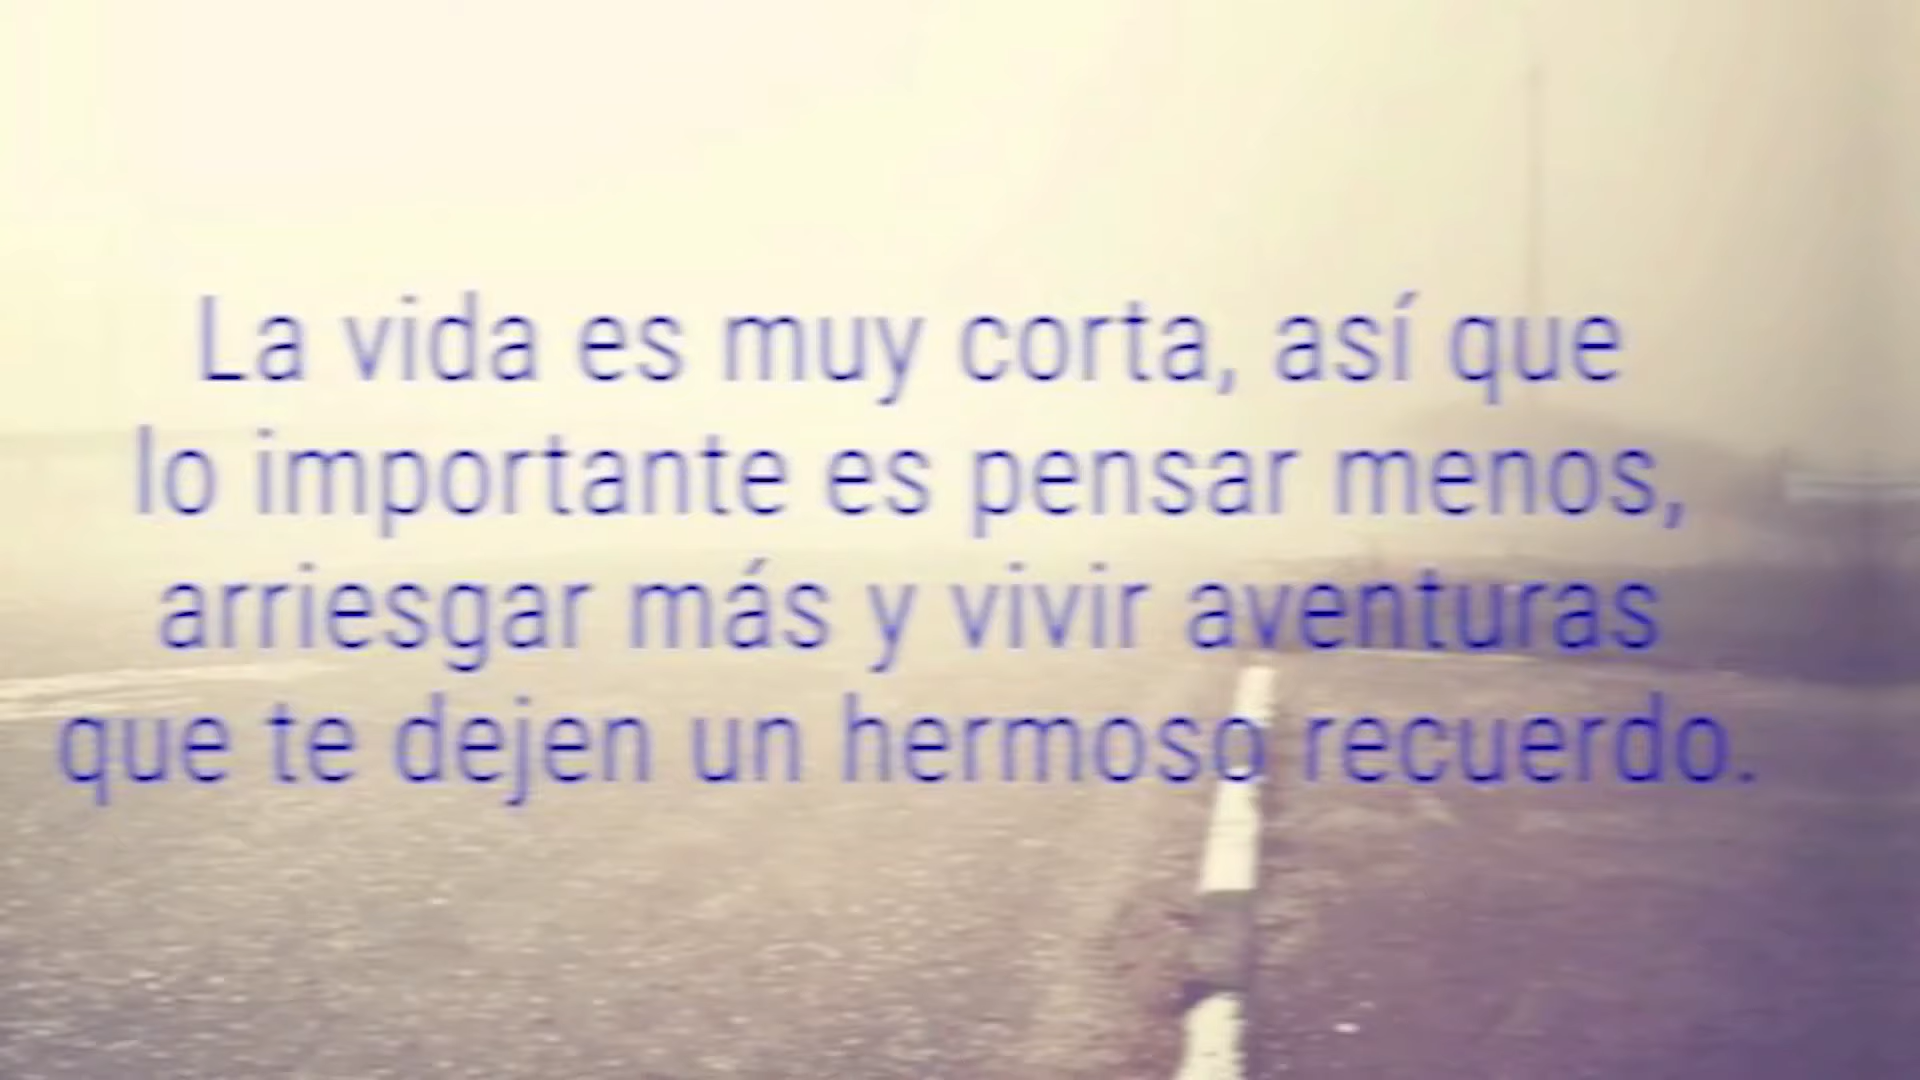 La vida es muy corta, así que
lo importante es pensar menos,
arriesgar más y vivir aventuras
que te dejen un hermoso recuerdo.